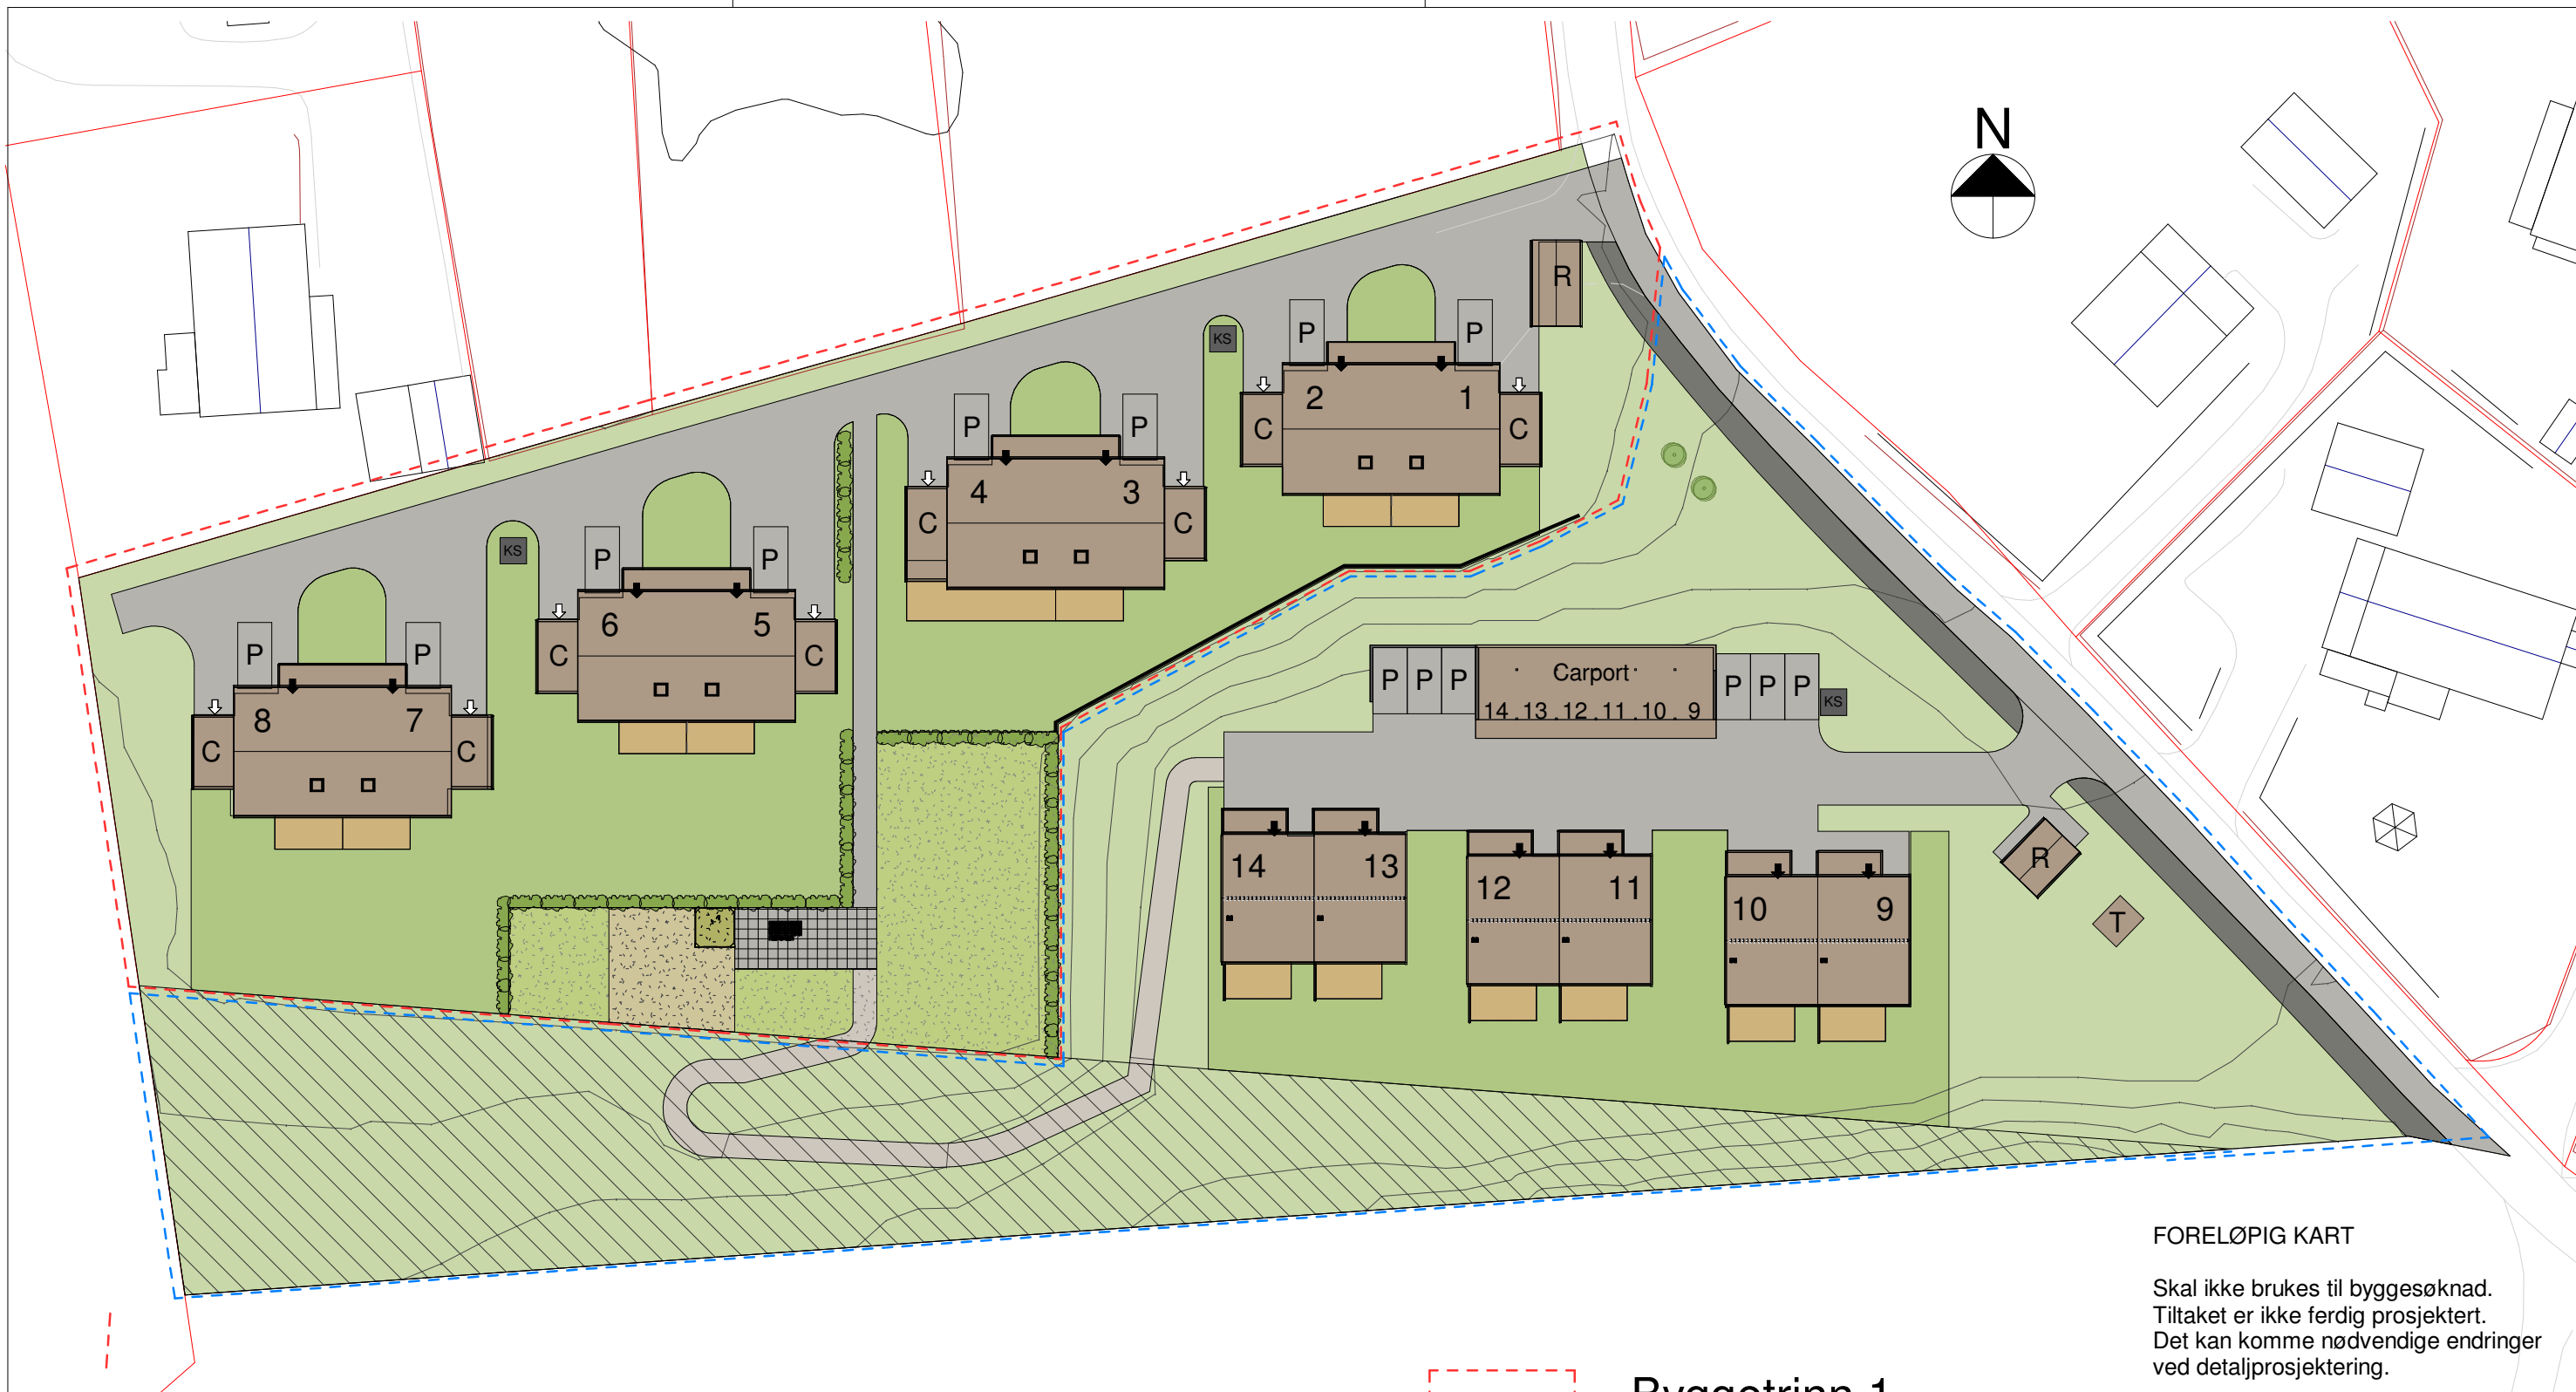 N
R
P
P
KS
2
1
C
C
P
P
4
3
C
C
KS
P
P
6
5
C
C
P
P
8
7
C
C
P P P
Carport
14 .13 .12 .11 .10 . 9
P P P
KS
14
13
12
11
10
9
R
T
FORELØPIG KART
Skal ikke brukes til byggesøknad.
Tiltaket er ikke ferdig prosjektert.
Det kan komme nødvendige endringer
ved detaljprosjektering.
Byggetrinn 1